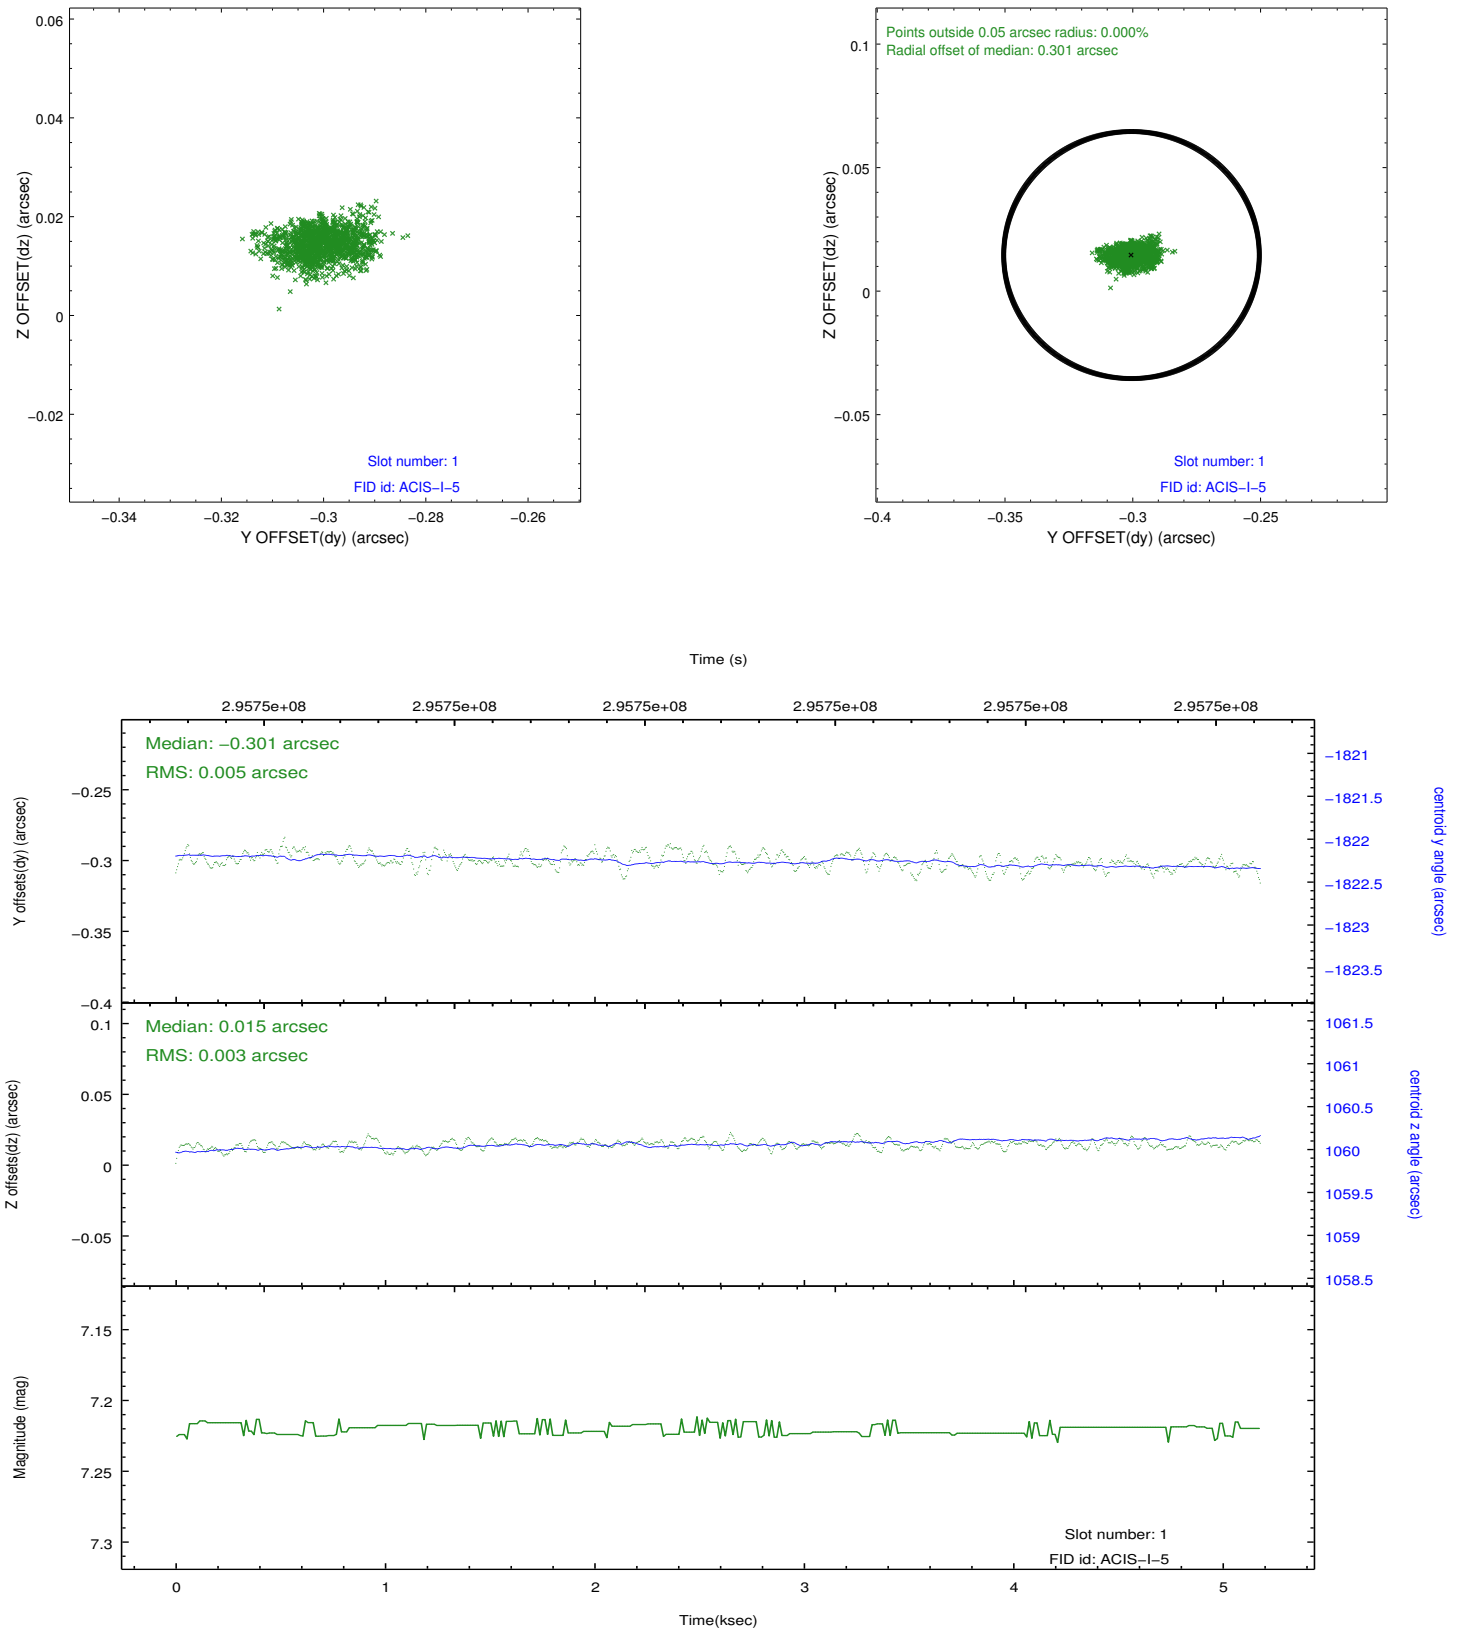 0.06
0.04
0.02
0
−0.02
Z OFFSET(dz) (arcsec)
Slot number: 1
FID id: ACIS−I−5
−0.34 −0.32 −0.3 −0.28 −0.26
Y OFFSET(dy) (arcsec)
Points outside 0.05 arcsec radius: 0.000%
Radial offset of median: 0.301 arcsec
0.1
0.05
0
−0.05
Z OFFSET(dz) (arcsec)
Slot number: 1
FID id: ACIS−I−5
−0.4 −0.35 −0.3 −0.25
Y OFFSET(dy) (arcsec)
Time (s)
2.9575e+08 2.9575e+08 2.9575e+08 2.9575e+08 2.9575e+08 2.9575e+08
Median: −0.301 arcsec
RMS: 0.005 arcsec
−0.25
−0.3
−0.35
−0.4
Y offsets(dy) (arcsec)
−1821
−1821.5
−1822
−1822.5
−1823
−1823.5
centroid y angle (arcsec)
Median: 0.015 arcsec
RMS: 0.003 arcsec
0.1
0.05
0
−0.05
Z offsets(dz) (arcsec)
1061.5
1061
1060.5
1060
1059.5
1059
1058.5
centroid z angle (arcsec)
7.15
7.2
7.25
7.3
Magnitude (mag)
Slot number: 1
FID id: ACIS−I−5
0 1 2 3 4 5
Time(ksec)